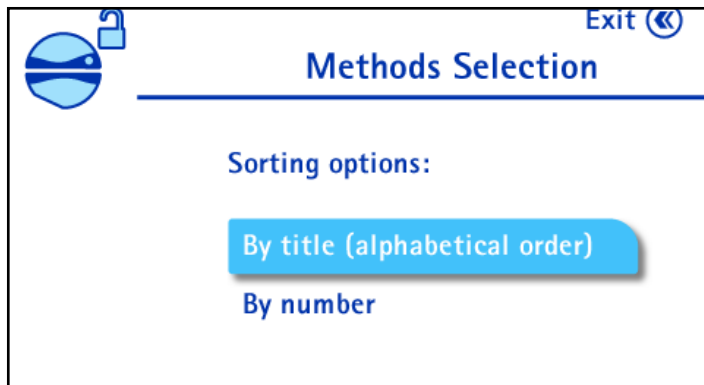 Exit
Methods Selection
Sorting options:
By title (alphabetical order)
By number